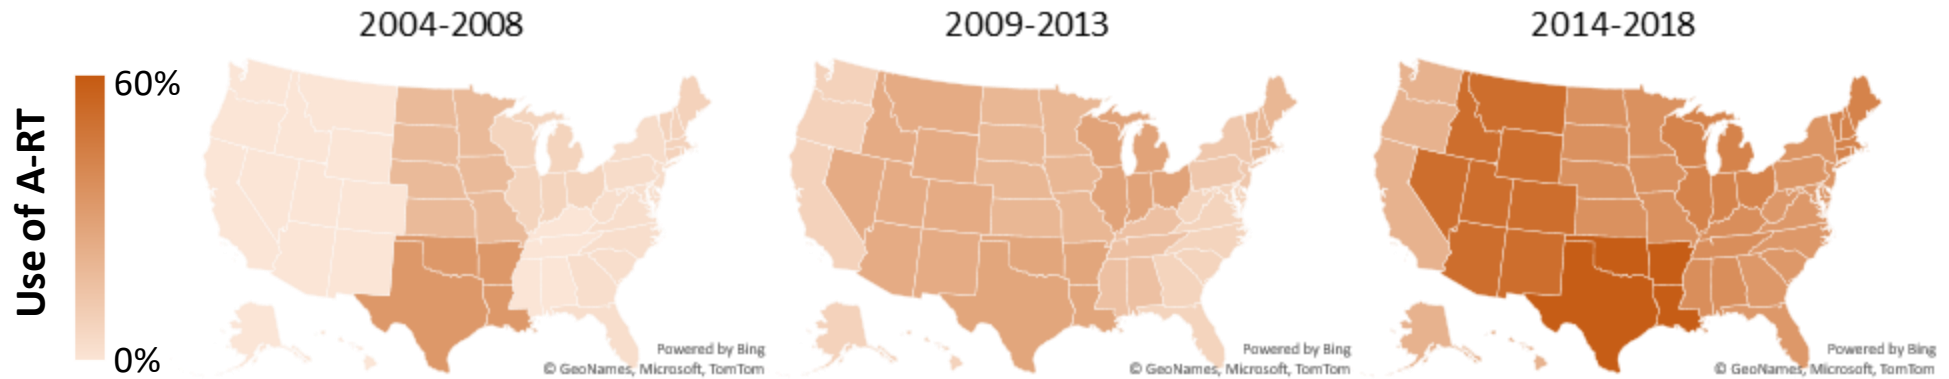 2004-2008
2009-2013
2014-2018
Use of A-RT
60%
0%
Powered by Bing
© GeoNames, Microsoft, TomTom
Powered by Bing
© GeoNames, Microsoft, TomTom
Powered by Bing
© GeoNames, Microsoft, TomTom